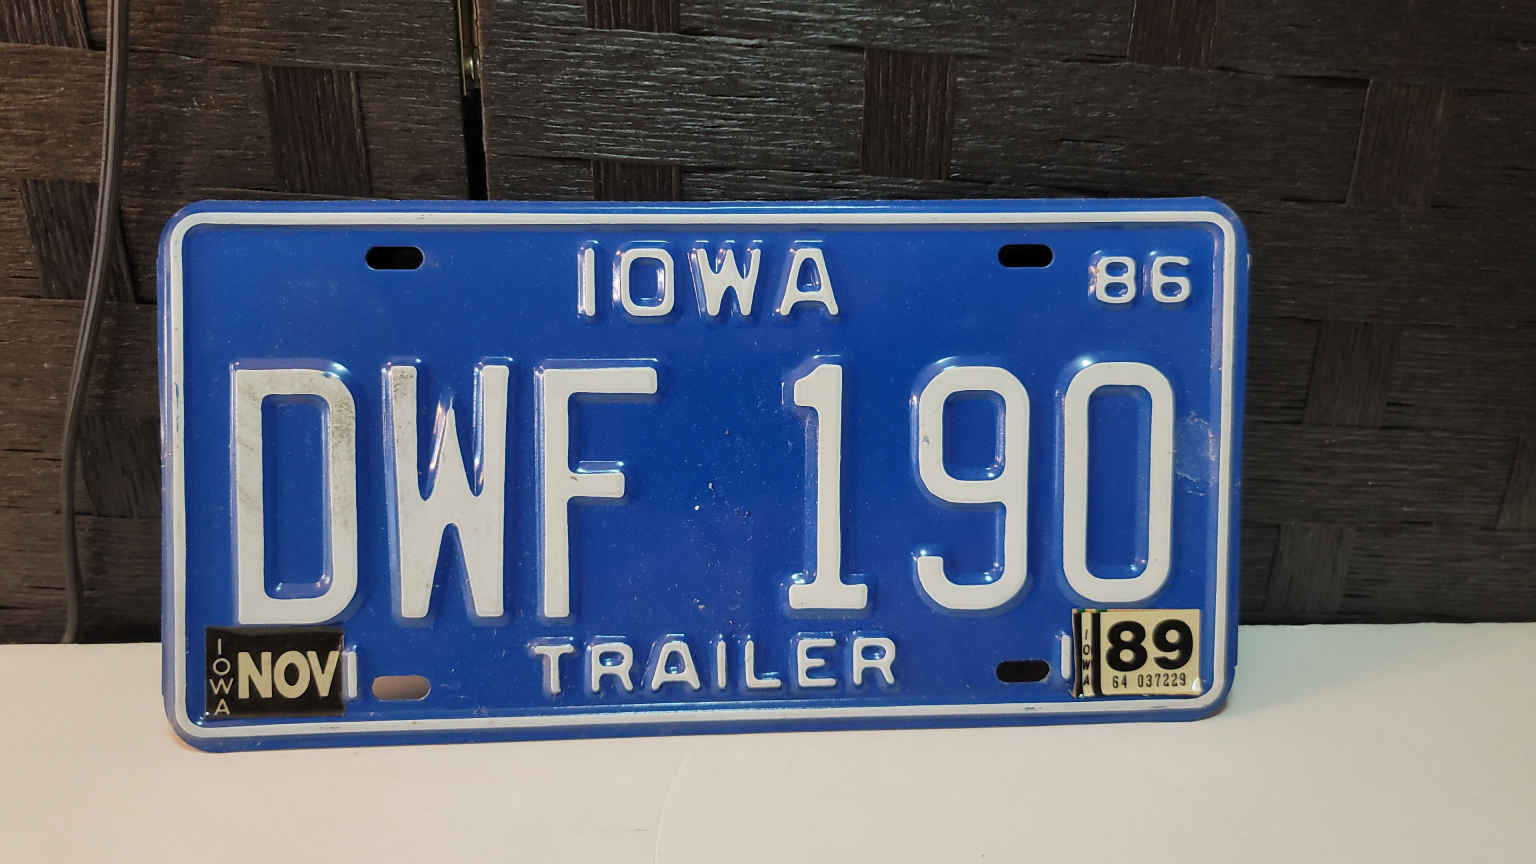 IOWA 86
DWF 190
IOWA NOV
TRAILER
IOWA 89
64 037229